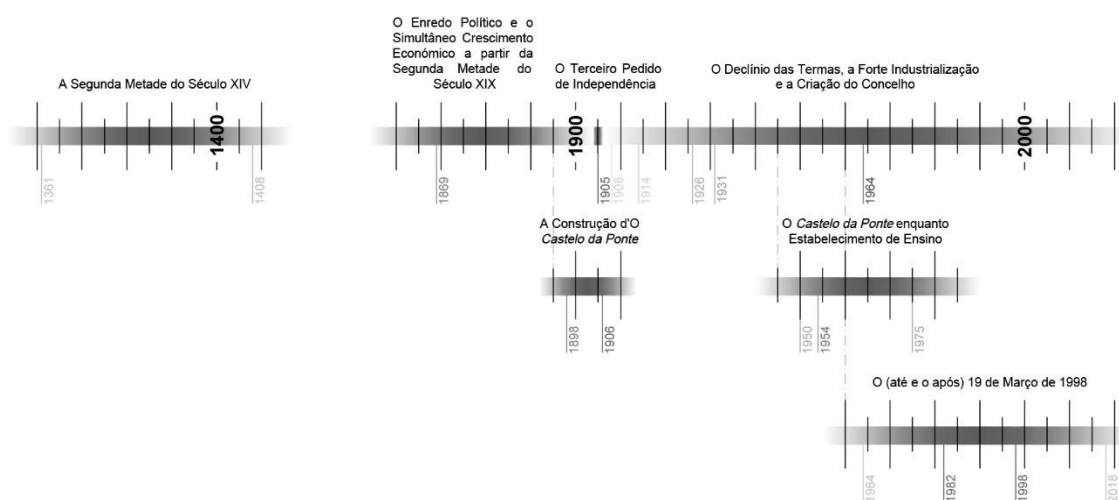 A Segunda Metade do Século XIV
O Enredo Político e o
Simultâneo Crescimento
Económico a partir da
Segunda Metade do
Século XIX
O Terceiro Pedido
de Independência
O Declínio das Termas, a Forte Industrialização
e a Criação do Concelho
1400
1900
2000
1361
1408
1869
1905
1908
1914
1926
1931
1964
A Construção d'O
Castelo da Ponte
1898
1906
O Castelo da Ponte enquanto
Estabelecimento de Ensino
1950
1954
1975
O (até e o após) 19 de Março de 1998
1964
1982
1998
2018